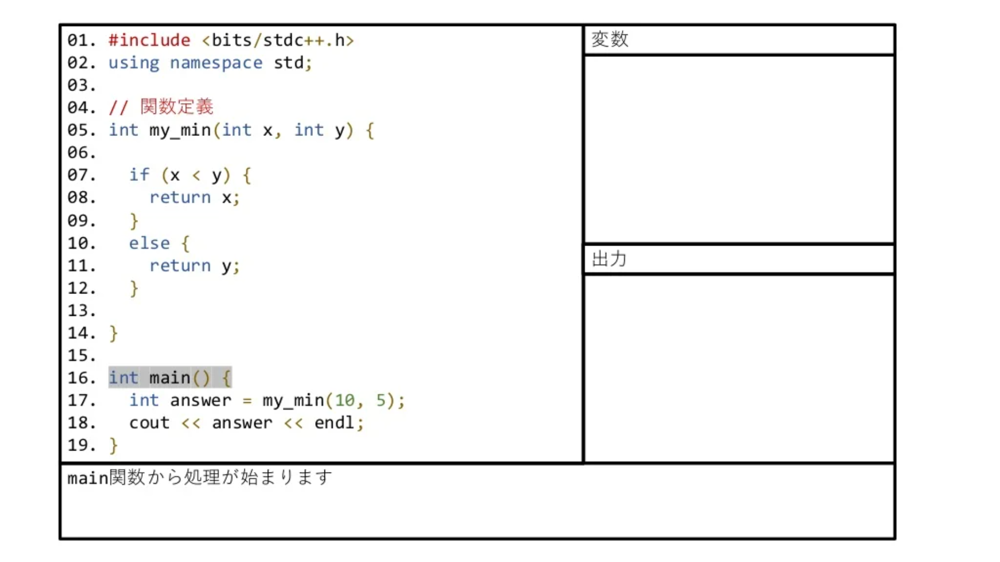 01. #include <bits/stdc++.h>
02. using namespace std;
03.
04. // 関数定義
05. int my_min(int x, int y) {
06.
07.   if (x < y) {
08.     return x;
09.   }
10.   else {
11.     return y;
12.   }
13.
14. }
15.
16. int main() {
17.   int answer = my_min(10, 5);
18.   cout << answer << endl;
19. }
変数
出力
main関数から処理が始まります